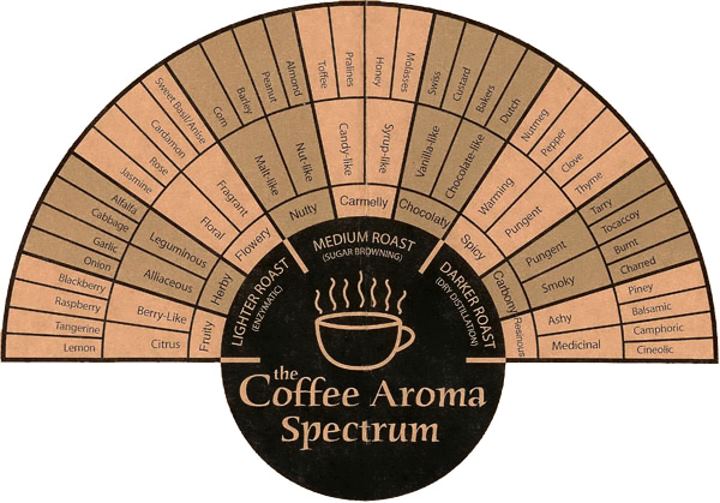 Lemon
Tangerine
Raspberry
Blackberry
Onion
Garlic
Cabbage
Alfalfa
Jasmine
Rose
Cardamon
Sweet Basil/Anise
Corn
Barley
Peanut
Almond
Toffee
Pralines
Honey
Molasses
Swiss
Custard
Bakers
Dutch
Nutmeg
Pepper
Clove
Thyme
Tarry
Tocaccoy
Burnt
Charred
Piney
Balsamic
Camphoric
Cineolic
Citrus
Berry-Like
Alliaceous
Leguminous
Floral
Fragrant
Malt-like
Nut-like
Candy-like
Syrup-like
Vanilla-like
Chocolate-like
Warming
Pungent
Pungent
Smoky
Ashy
Medicinal
Fruity
Herby
Flowery
Nutty
Carmelly
Chocolaty
Spicy
Carbony
Resinous
LIGHTER ROAST
(ENZYMATIC)
MEDIUM ROAST
(SUGAR BROWNING)
DARKER ROAST
(DRY DISTILLATION)
the
Coffee Aroma
Spectrum